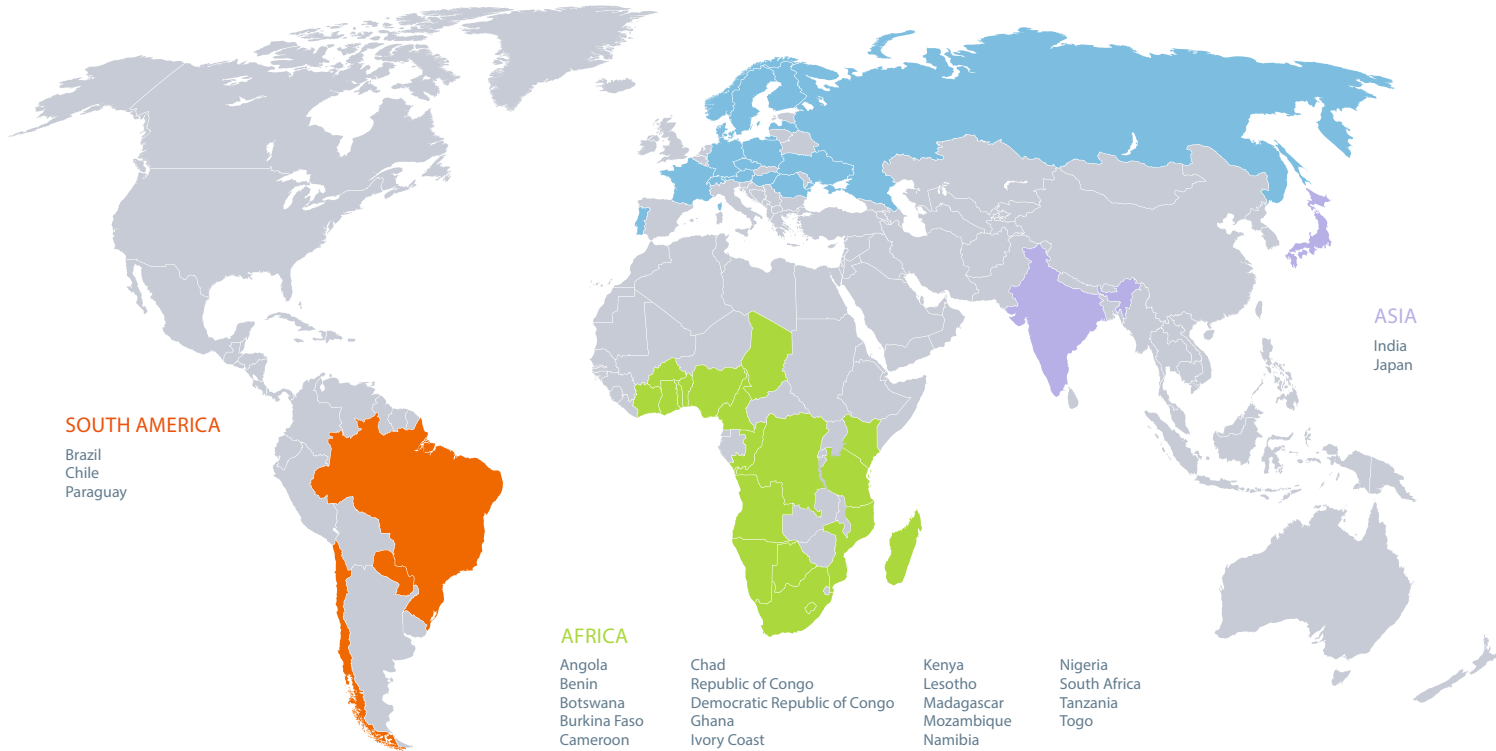 ASIA
India
Japan
SOUTH AMERICA
Brazil
Chile
Paraguay
AFRICA
Angola
Benin
Botswana
Burkina Faso
Cameroon
Chad
Republic of Congo
Democratic Republic of Congo
Ghana
Ivory Coast
Kenya
Lesotho
Madagascar
Mozambique
Namibia
Nigeria
South Africa
Tanzania
Togo